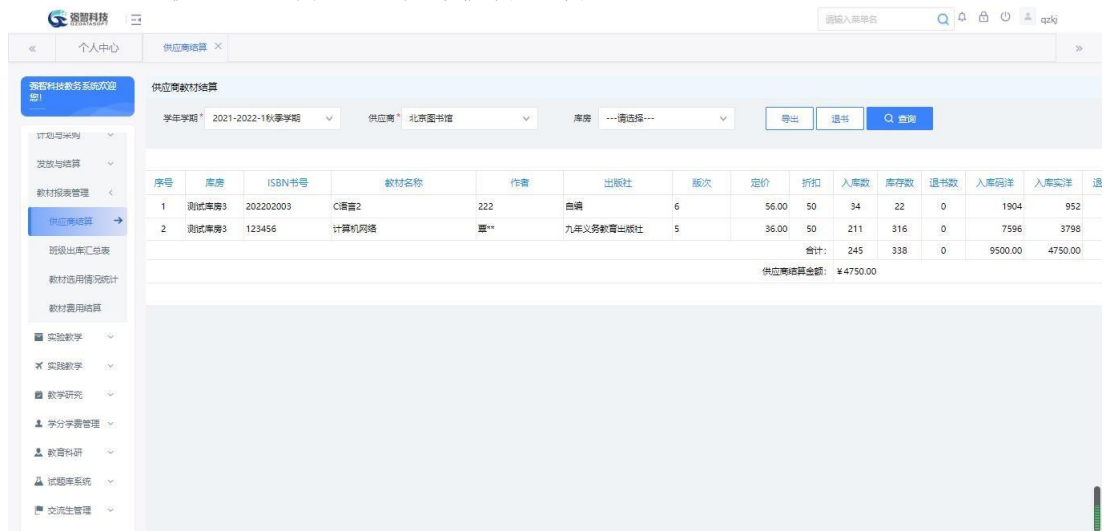 强智科技
QZDATASOFT
请输入菜单名
qzkj
«
个人中心
供应商结算 ×
»
强智科技教务系统欢迎
您!
计划与采购
发放与结算
教材报表管理
供应商结算
班级出库汇总表
教材选用情况统计
教材费用结算
实验教学
实践教学
教学研究
学分学费管理
教育科研
试题库系统
交流生管理
供应商教材结算
学年学期* 2021-2022-1秋季学期 供应商* 北京图书馆 库房 ---请选择--- 导出 退书 查询
序号 库房 ISBN书号 教材名称 作者 出版社 版次 定价 折扣 入库数 库存数 退书数 入库码洋 入库实洋 退
1 测试库房3 202202003 C语言2 222 自编 6 56.00 50 34 22 0 1904 952
2 测试库房3 123456 计算机网络 覃** 九年义务教育出版社 5 36.00 50 211 316 0 7596 3798
合计: 245 338 0 9500.00 4750.00
供应商结算金额: ¥4750.00